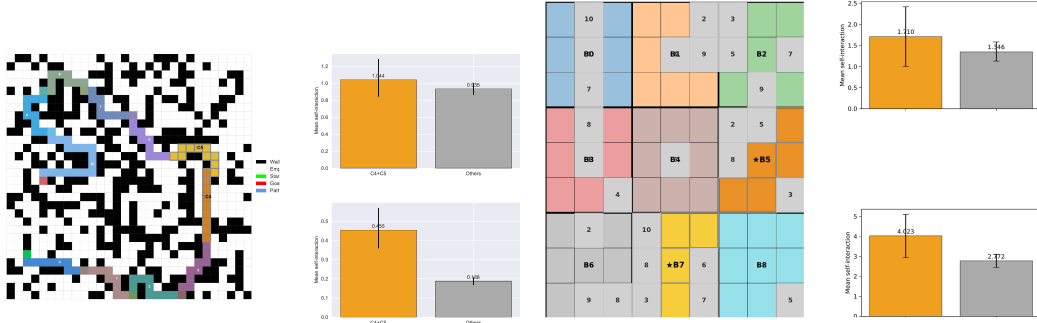 C5
C4
Wall
Emp
Star
Goa
Path
Mean self-interaction
1.2
1.0
0.8
0.6
0.4
0.2
0.0
1.044
0.935
C4+C5
Others
Mean self-interaction
0.5
0.4
0.3
0.2
0.1
0.0
0.455
0.188
C4+C5
Others
10
2
3
B0
B1
9
5
B2
7
7
9
8
2
5
B3
B4
8
★B5
4
3
2
10
B6
8
★B7
6
B8
9
8
3
7
5
Mean self-interaction
2.5
2.0
1.5
1.0
0.5
0.0
1.710
1.346
Mean self-interaction
5
4
3
2
1
0
4.023
2.772